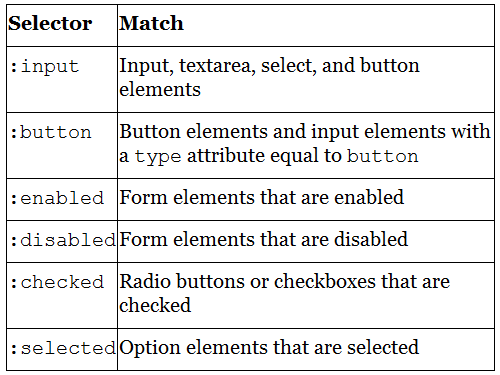 Selector Match
:input Input, textarea, select, and button
elements
:button Button elements and input elements with
a type attribute equal to button
:enabled Form elements that are enabled
:disabled Form elements that are disabled
:checked Radio buttons or checkboxes that are
checked
:selected Option elements that are selected